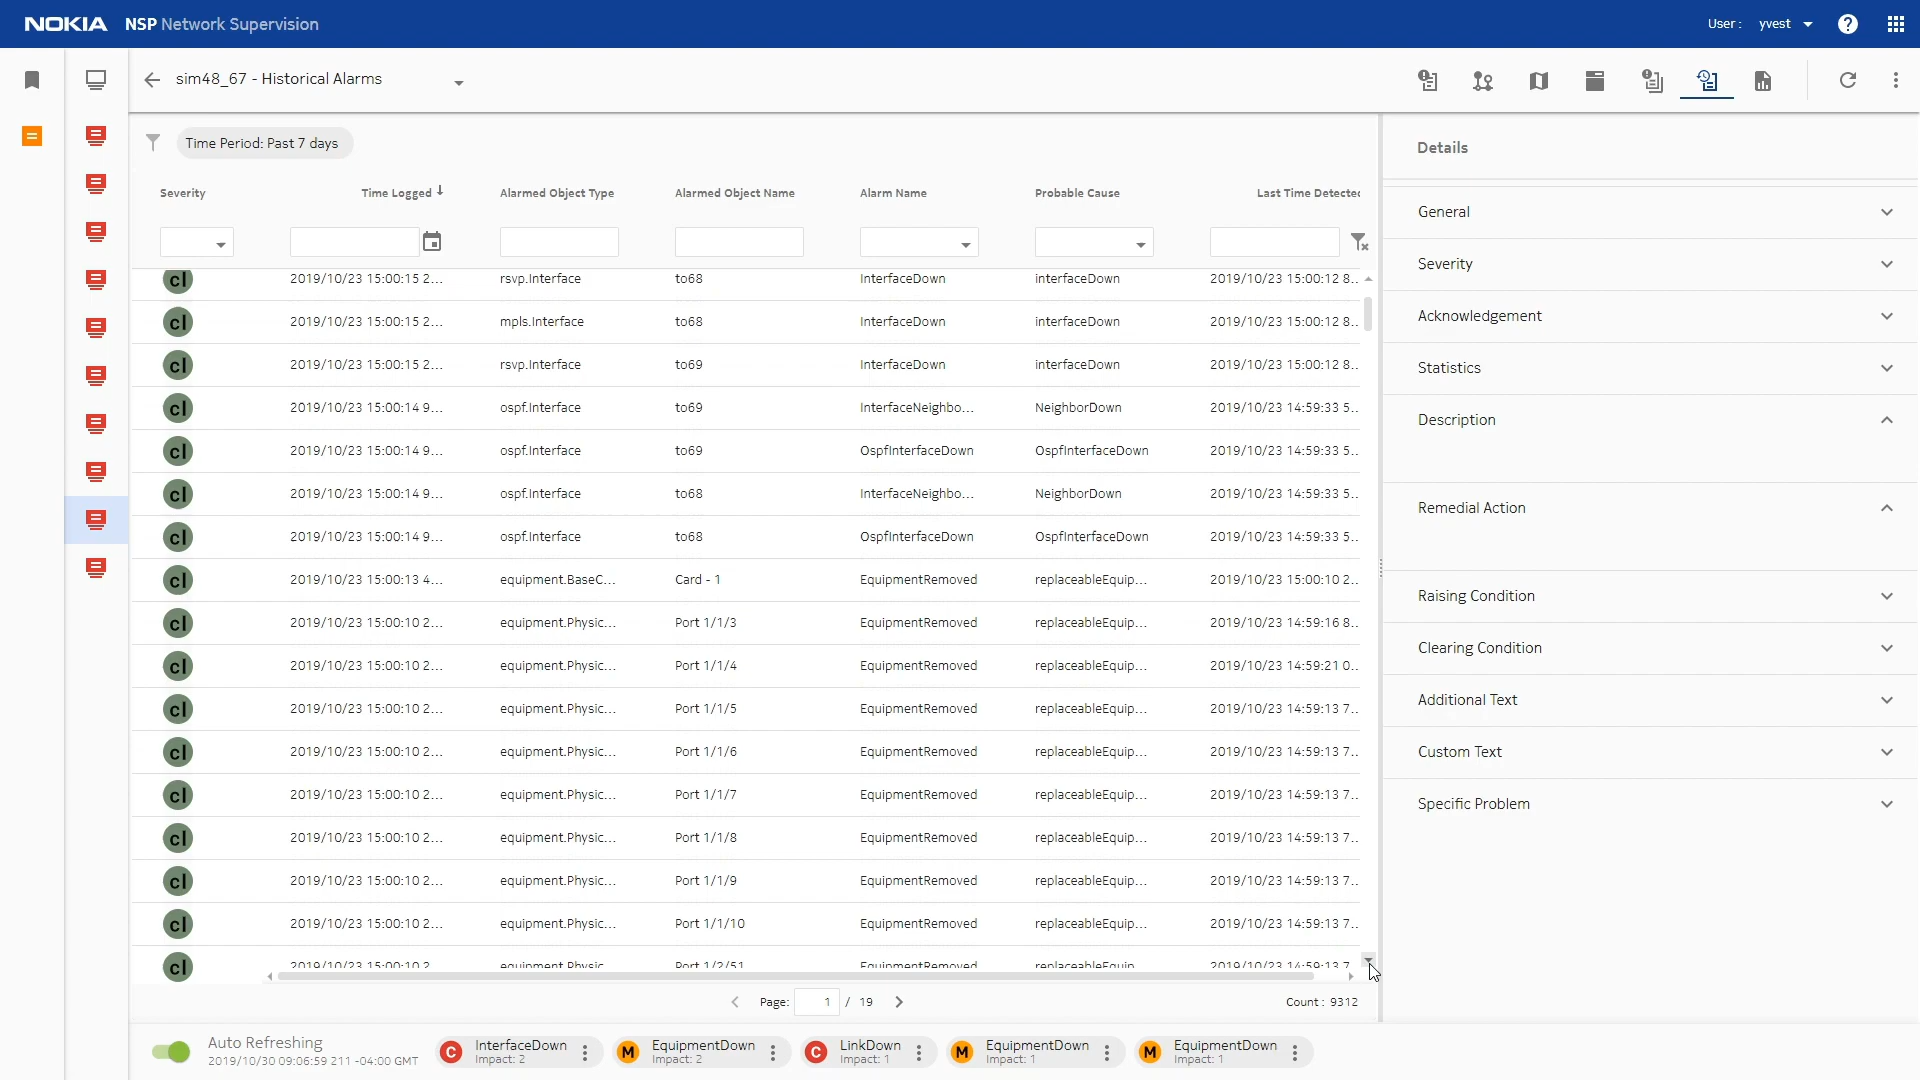 NOKIA NSP Network Supervision
User : yvest
sim48_67 - Historical Alarms
Time Period: Past 7 days
Severity Time Logged Alarmed Object Type Alarmed Object Name Alarm Name Probable Cause Last Time Detected
cl 2019/10/23 15:00:15 2... rsvp.Interface to68 InterfaceDown interfaceDown 2019/10/23 15:00:12 8..
cl 2019/10/23 15:00:15 2... mpls.Interface to68 InterfaceDown interfaceDown 2019/10/23 15:00:12 8..
cl 2019/10/23 15:00:15 2... rsvp.Interface to69 InterfaceDown interfaceDown 2019/10/23 15:00:12 8..
cl 2019/10/23 15:00:14 9... ospf.Interface to69 InterfaceNeighbo... NeighborDown 2019/10/23 14:59:33 5..
cl 2019/10/23 15:00:14 9... ospf.Interface to69 OspfInterfaceDown OspfInterfaceDown 2019/10/23 14:59:33 5..
cl 2019/10/23 15:00:14 9... ospf.Interface to68 InterfaceNeighbo... NeighborDown 2019/10/23 14:59:33 5..
cl 2019/10/23 15:00:14 9... ospf.Interface to68 OspfInterfaceDown OspfInterfaceDown 2019/10/23 14:59:33 5..
cl 2019/10/23 15:00:13 4... equipment.BaseC... Card - 1 EquipmentRemoved replaceableEquip... 2019/10/23 15:00:10 2..
cl 2019/10/23 15:00:10 2... equipment.Physic... Port 1/1/3 EquipmentRemoved replaceableEquip... 2019/10/23 14:59:16 8..
cl 2019/10/23 15:00:10 2... equipment.Physic... Port 1/1/4 EquipmentRemoved replaceableEquip... 2019/10/23 14:59:21 0..
cl 2019/10/23 15:00:10 2... equipment.Physic... Port 1/1/5 EquipmentRemoved replaceableEquip... 2019/10/23 14:59:13 7..
cl 2019/10/23 15:00:10 2... equipment.Physic... Port 1/1/6 EquipmentRemoved replaceableEquip... 2019/10/23 14:59:13 7..
cl 2019/10/23 15:00:10 2... equipment.Physic... Port 1/1/7 EquipmentRemoved replaceableEquip... 2019/10/23 14:59:13 7..
cl 2019/10/23 15:00:10 2... equipment.Physic... Port 1/1/8 EquipmentRemoved replaceableEquip... 2019/10/23 14:59:13 7..
cl 2019/10/23 15:00:10 2... equipment.Physic... Port 1/1/9 EquipmentRemoved replaceableEquip... 2019/10/23 14:59:13 7..
cl 2019/10/23 15:00:10 2... equipment.Physic... Port 1/1/10 EquipmentRemoved replaceableEquip... 2019/10/23 14:59:13 7..
cl 2019/10/23 15:00:10 2 equipment.Physic Port 1/2/51 EquipmentRemoved replaceableEquip 2019/10/23 14:59:13 7
Page: 1 / 19 Count : 9312
Details
General
Severity
Acknowledgement
Statistics
Description
Remedial Action
Raising Condition
Clearing Condition
Additional Text
Custom Text
Specific Problem
Auto Refreshing
2019/10/30 09:06:59 211 -04:00 GMT
C InterfaceDown
Impact: 2
M EquipmentDown
Impact: 2
C LinkDown
Impact: 1
M EquipmentDown
Impact: 1
M EquipmentDown
Impact: 1